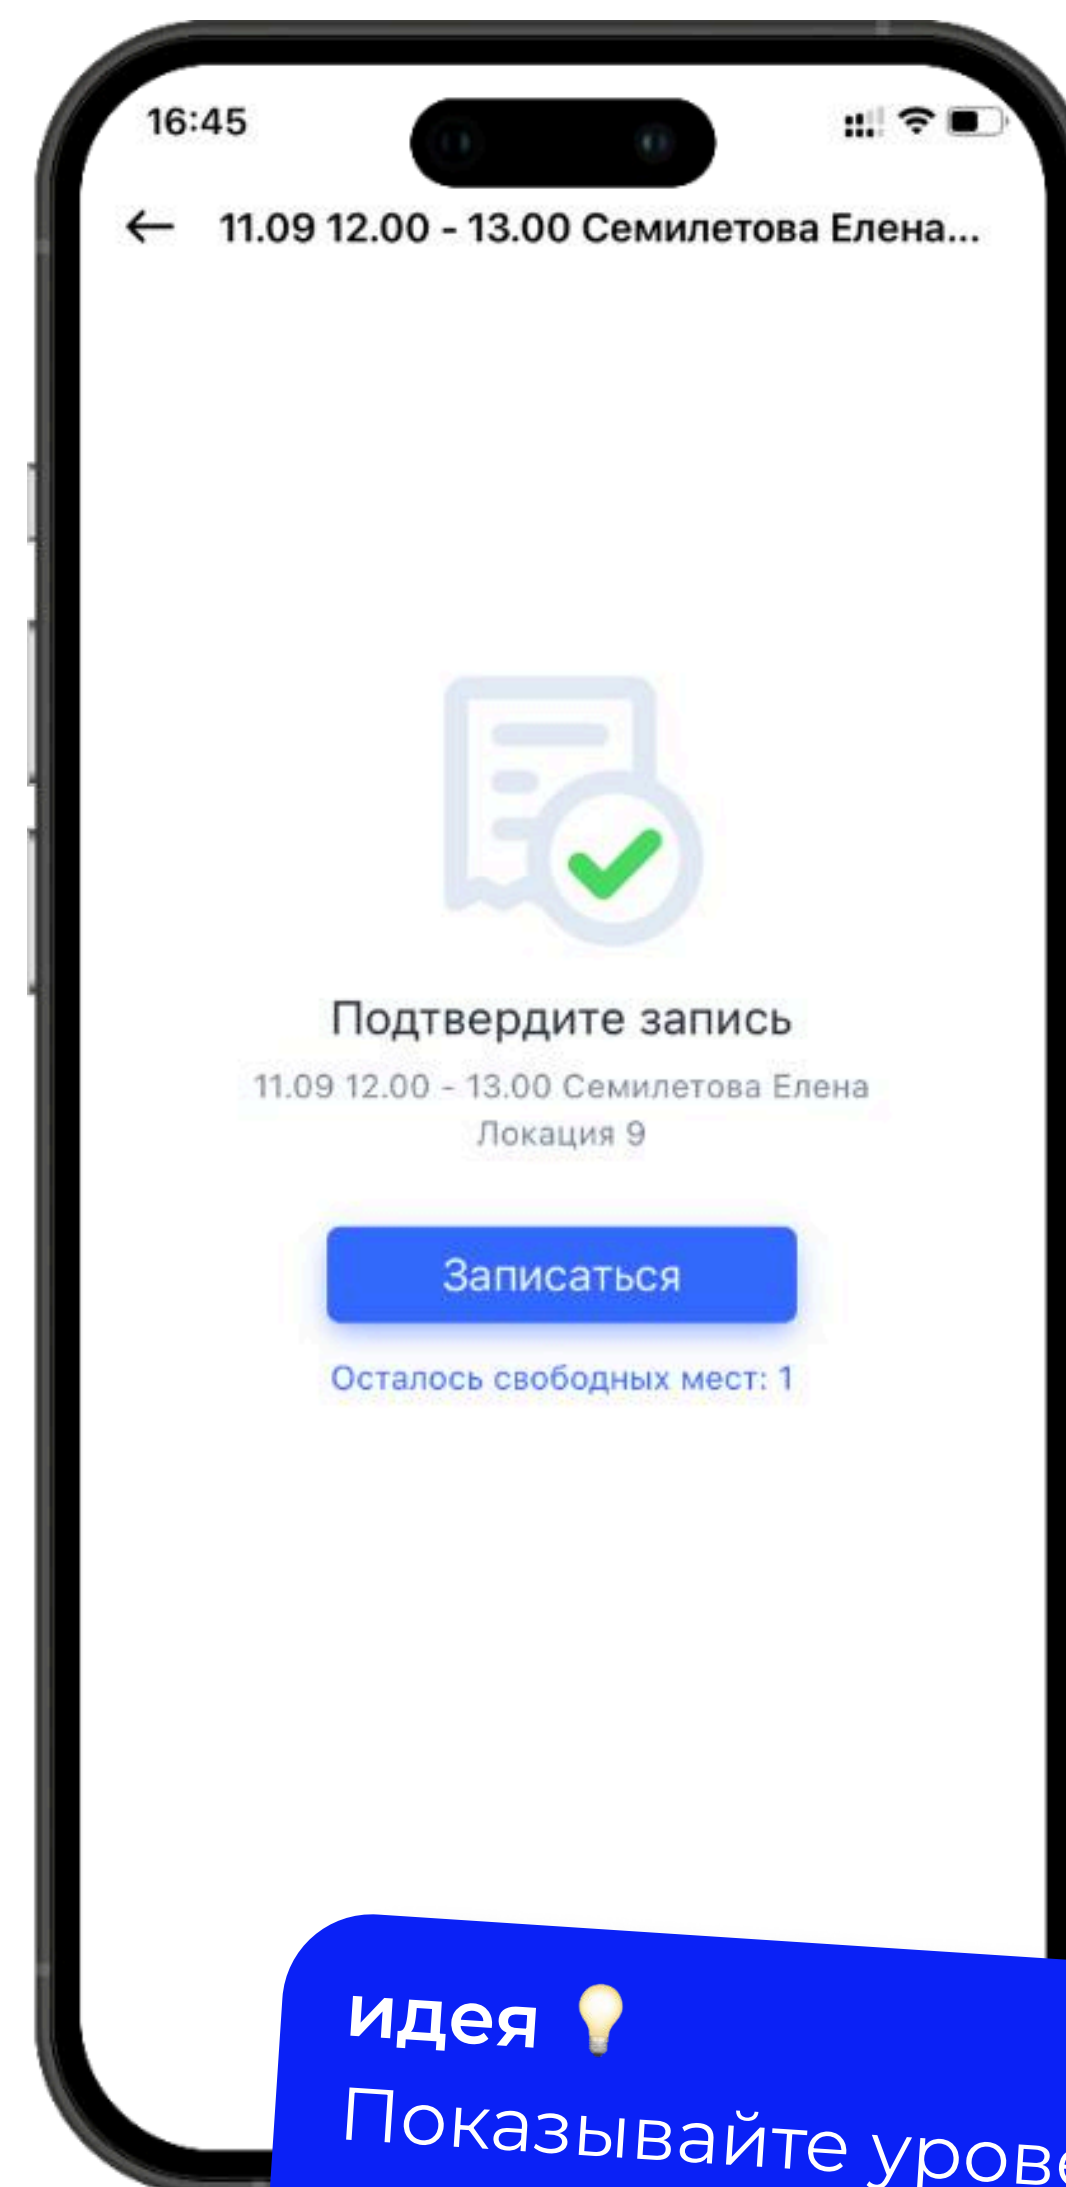 16:45
11.09 12.00 - 13.00 Семилетова Елена...
Подтвердите запись
11.09 12.00 - 13.00 Семилетова Елена
Локация 9
Записаться
Осталось свободных мест: 1
идея 💡
Показывайте